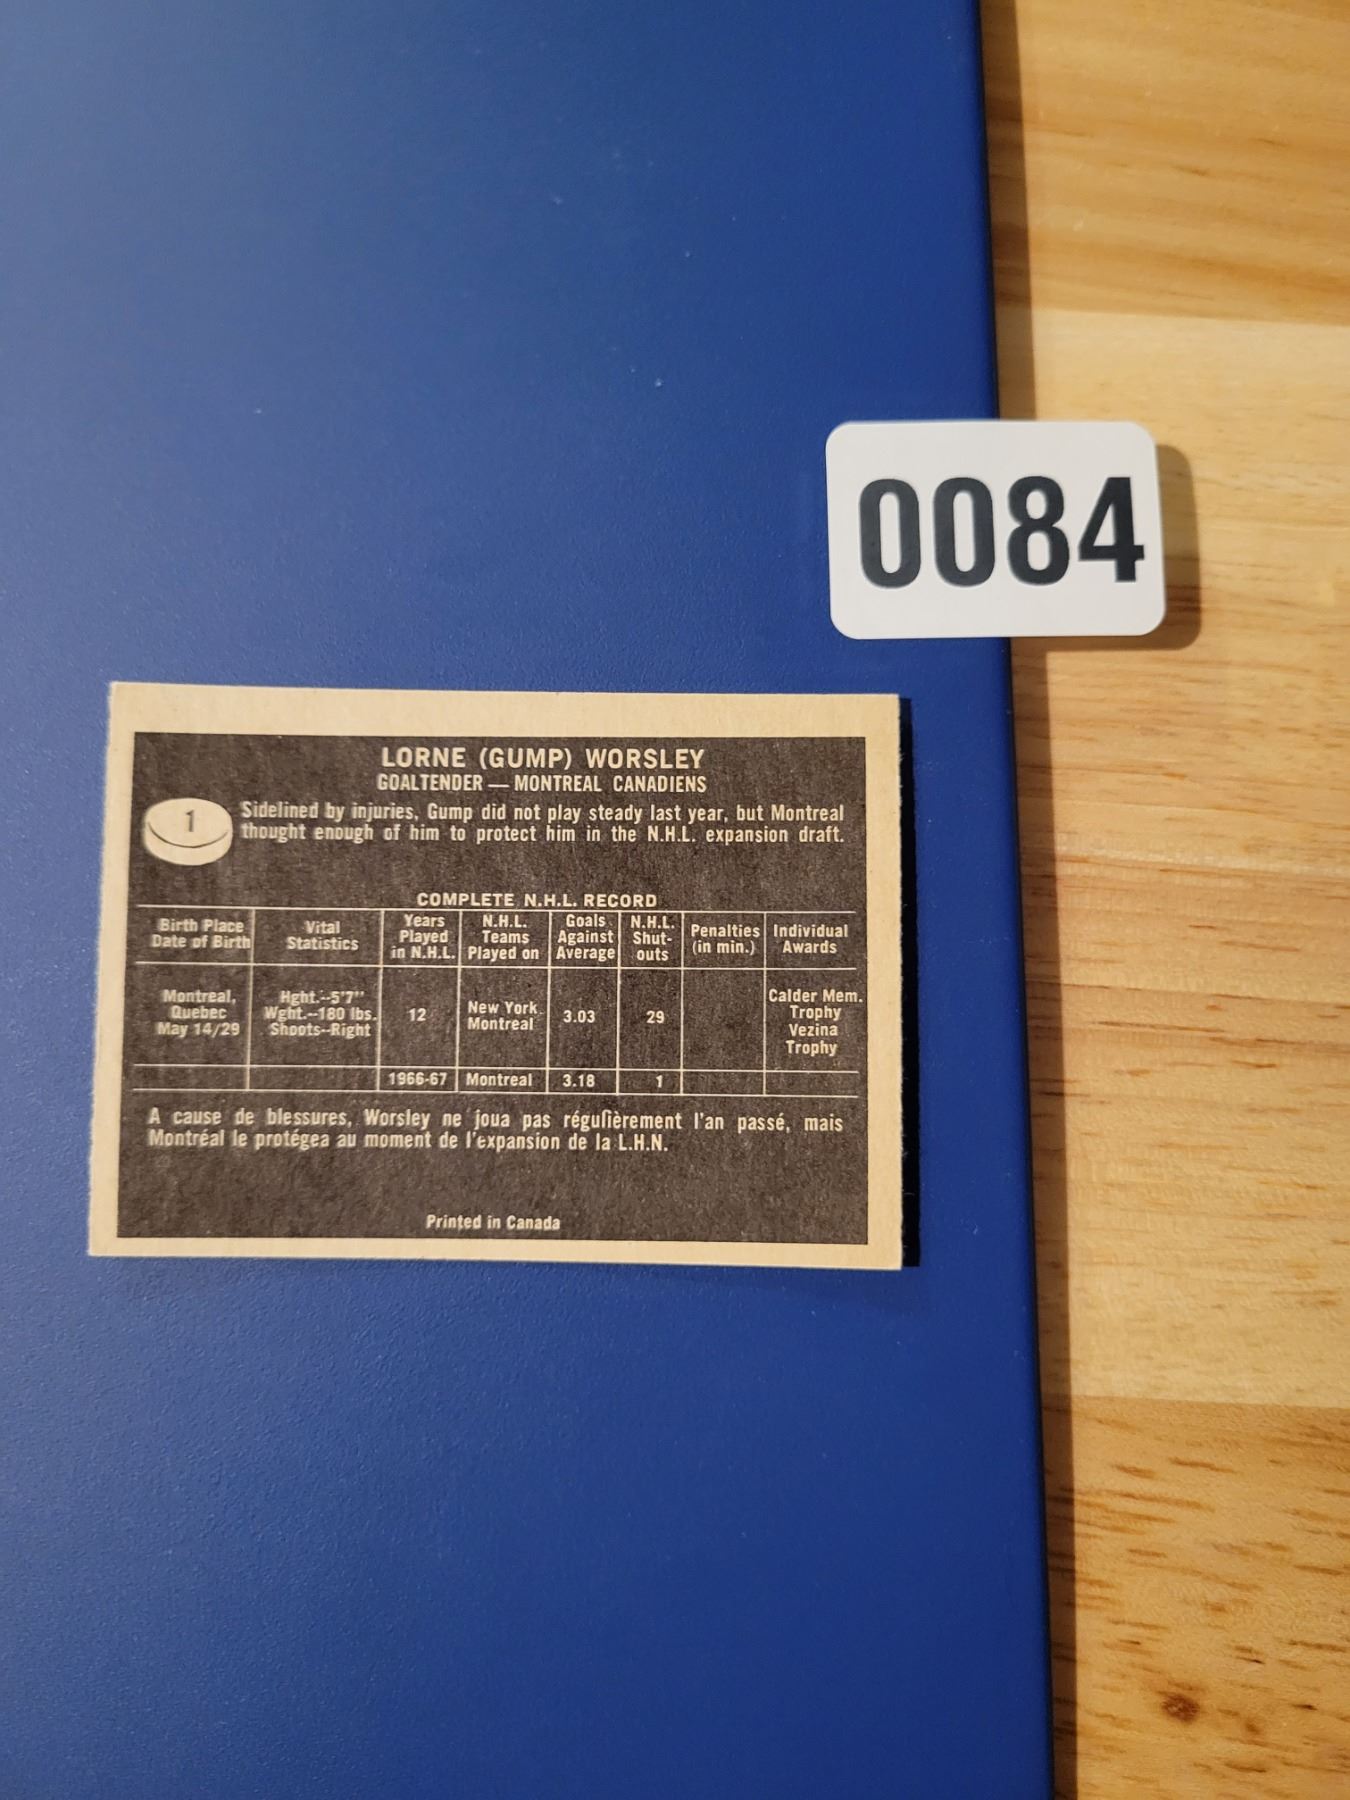 0084
LORNE (GUMP) WORSLEY
GOALTENDER — MONTREAL CANADIENS
1
Sidelined by injuries, Gump did not play steady last year, but Montreal
thought enough of him to protect him in the N.H.L. expansion draft.
COMPLETE N.H.L. RECORD
Birth Place
Date of Birth
Vital
Statistics
Years
Played
in N.H.L.
N.H.L.
Teams
Played on
Goals
Against
Average
N.H.L.
Shut-
outs
Penalties
(in min.)
Individual
Awards
Montreal,
Quebec
May 14/29
Hght.--5'7"
Wght.--180 lbs.
Shoots--Right
12
New York
Montreal
3.03
29
Calder Mem.
Trophy
Vezina
Trophy
1966-67
Montreal
3.18
1
A cause de blessures, Worsley ne joua pas régulièrement l'an passé, mais
Montréal le protégea au moment de l'expansion de la L.H.N.
Printed in Canada